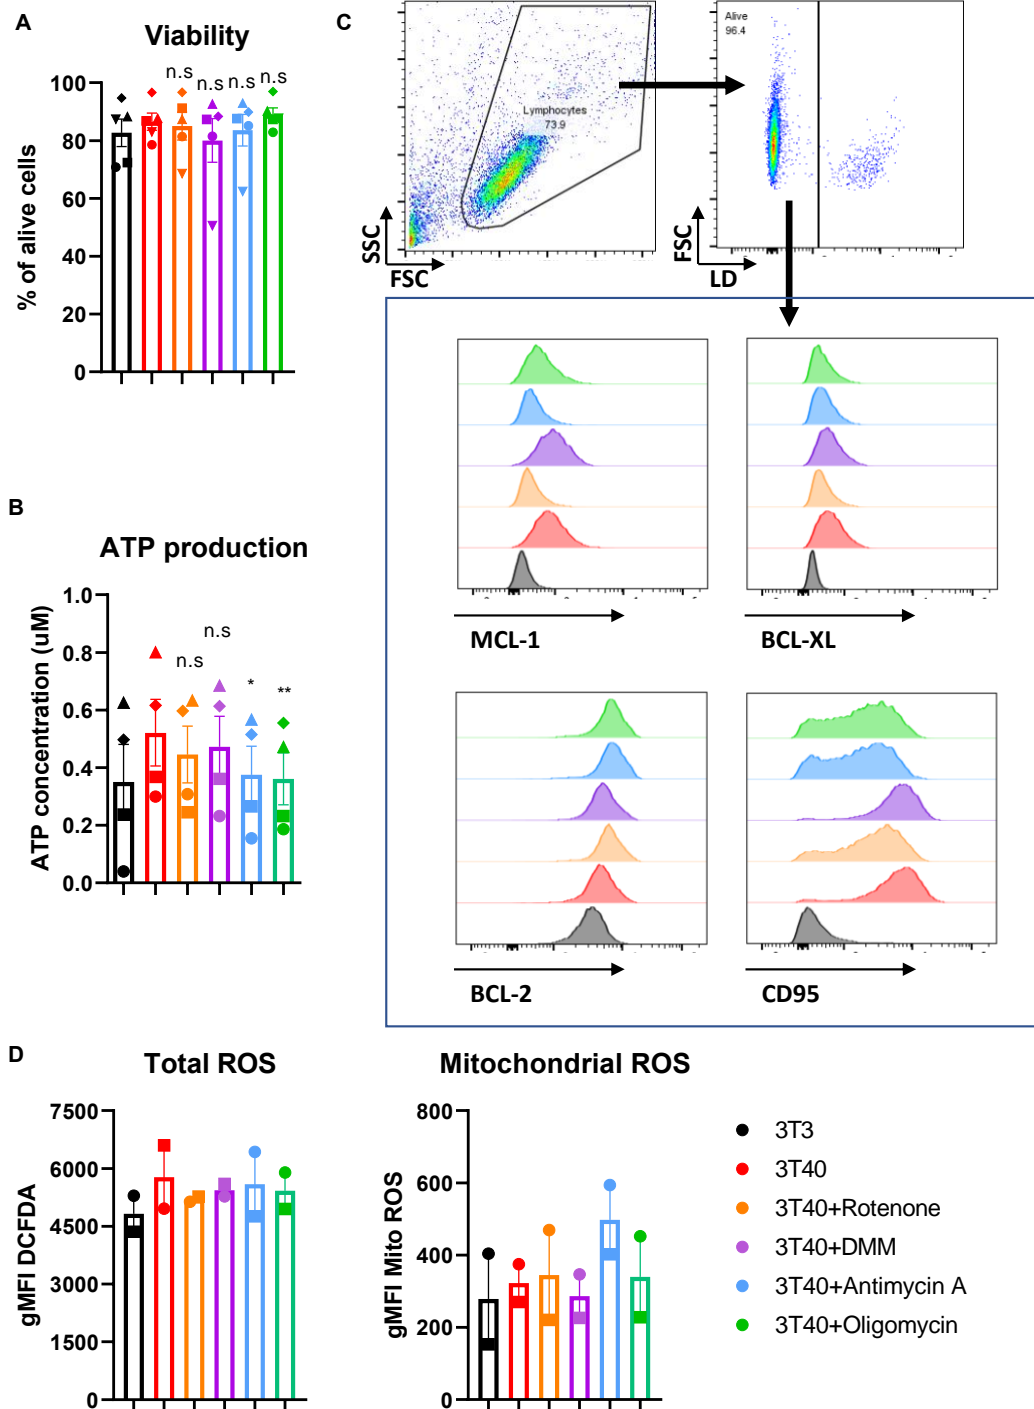 A
Viability
% of alive cells
100
80
60
40
20
0
n.s
n.s
n.s
n.s
B
ATP production
ATP concentration (uM)
1.0
0.8
0.6
0.4
0.2
0.0
n.s
n.s
*
**
C
Lymphocytes
73.9
SSC
FSC
Alive
96.4
FSC
LD
MCL-1
BCL-XL
BCL-2
CD95
D
Total ROS
gMFI DCFDA
7500
6000
4500
3000
1500
0
Mitochondrial ROS
gMFI Mito ROS
800
600
400
200
0
3T3
3T40
3T40+Rotenone
3T40+DMM
3T40+Antimycin A
3T40+Oligomycin